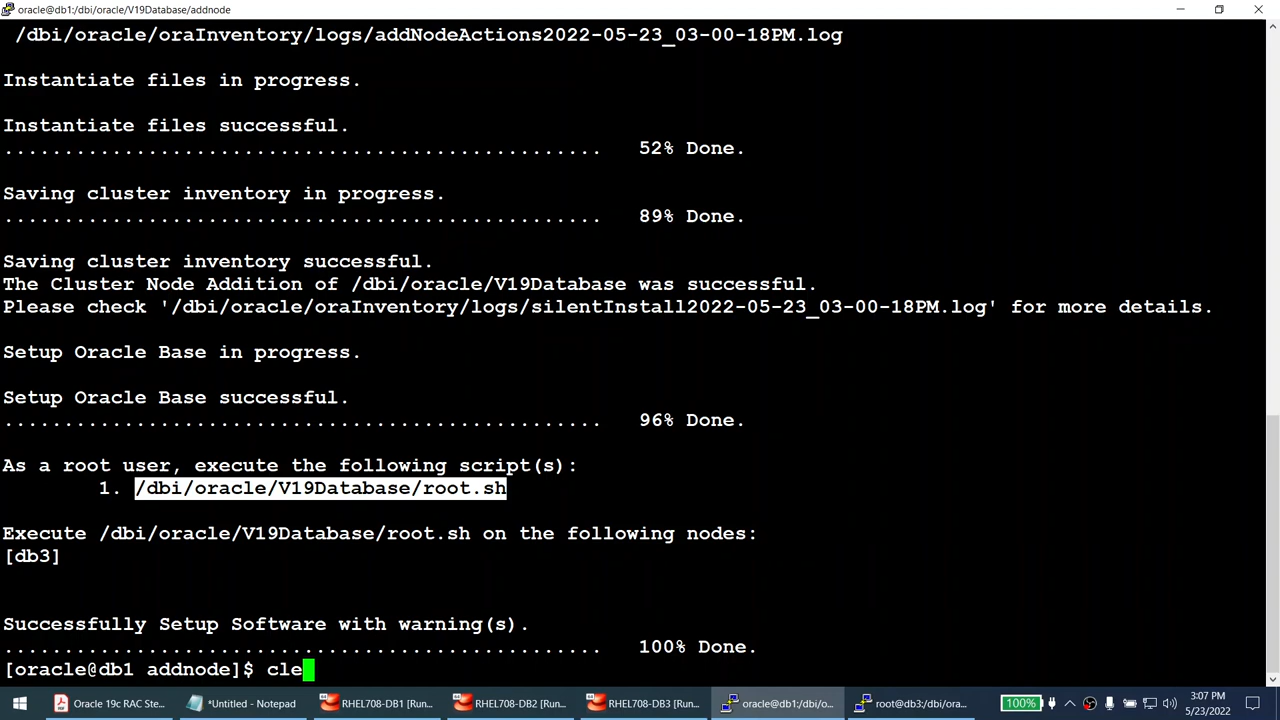 oracle@db1:/dbi/oracle/V19Database/addnode
/dbi/oracle/oraInventory/logs/addNodeActions2022-05-23_03-00-18PM.log
Instantiate files in progress.
Instantiate files successful.
.................................................. 52% Done.
Saving cluster inventory in progress.
.................................................. 89% Done.
Saving cluster inventory successful.
The Cluster Node Addition of /dbi/oracle/V19Database was successful.
Please check '/dbi/oracle/oraInventory/logs/silentInstall2022-05-23_03-00-18PM.log' for more details.
Setup Oracle Base in progress.
Setup Oracle Base successful.
.................................................. 96% Done.
As a root user, execute the following script(s):
1. /dbi/oracle/V19Database/root.sh
Execute /dbi/oracle/V19Database/root.sh on the following nodes:
[db3]
Successfully Setup Software with warning(s).
.................................................. 100% Done.
[oracle@db1 addnode]$ cle
Oracle 19c RAC Ste... *Untitled - Notepad RHEL708-DB1 [Run... RHEL708-DB2 [Run... RHEL708-DB3 [Run... oracle@db1:/dbi/o... root@db3:/dbi/ora... 100% 3:07 PM
5/23/2022